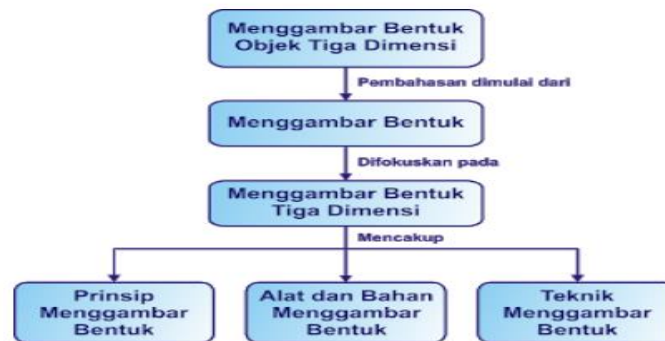 Menggambar Bentuk
Objek Tiga Dimensi
Pembahasan dimulai dari
Menggambar Bentuk
Difokuskan pada
Menggambar Bentuk
Tiga Dimensi
Mencakup
Prinsip
Menggambar
Bentuk
Alat dan Bahan
Menggambar
Bentuk
Teknik
Menggambar
Bentuk